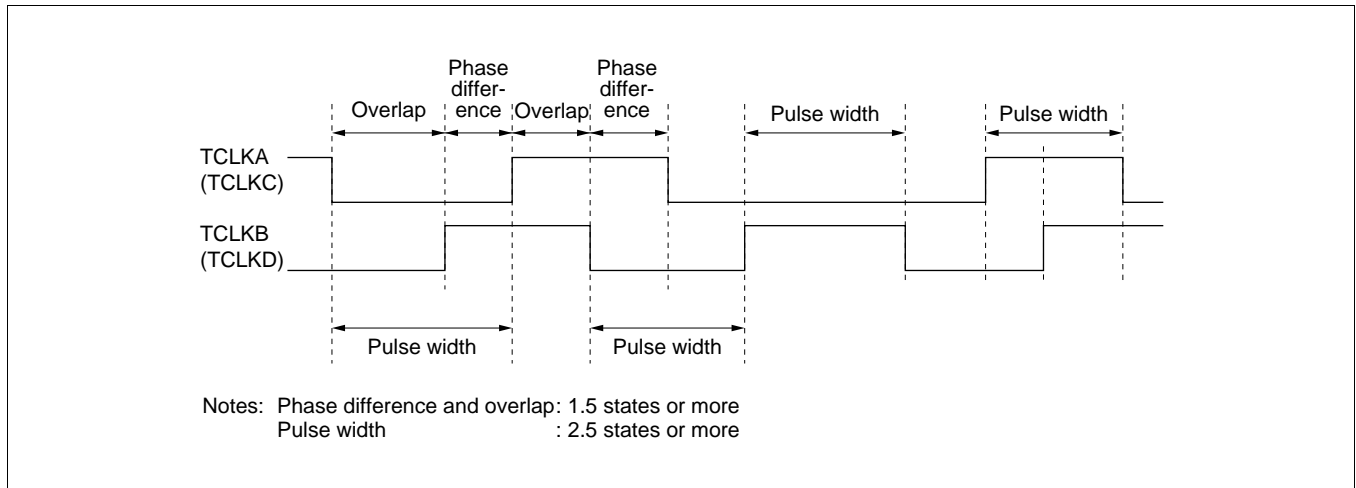 Phase differ- ence
Phase differ- ence
Overlap
Overlap
Pulse width
Pulse width
TCLKA
(TCLKC)
TCLKB
(TCLKD)
Pulse width
Pulse width
Notes: Phase difference and overlap: 1.5 states or more
Pulse width : 2.5 states or more